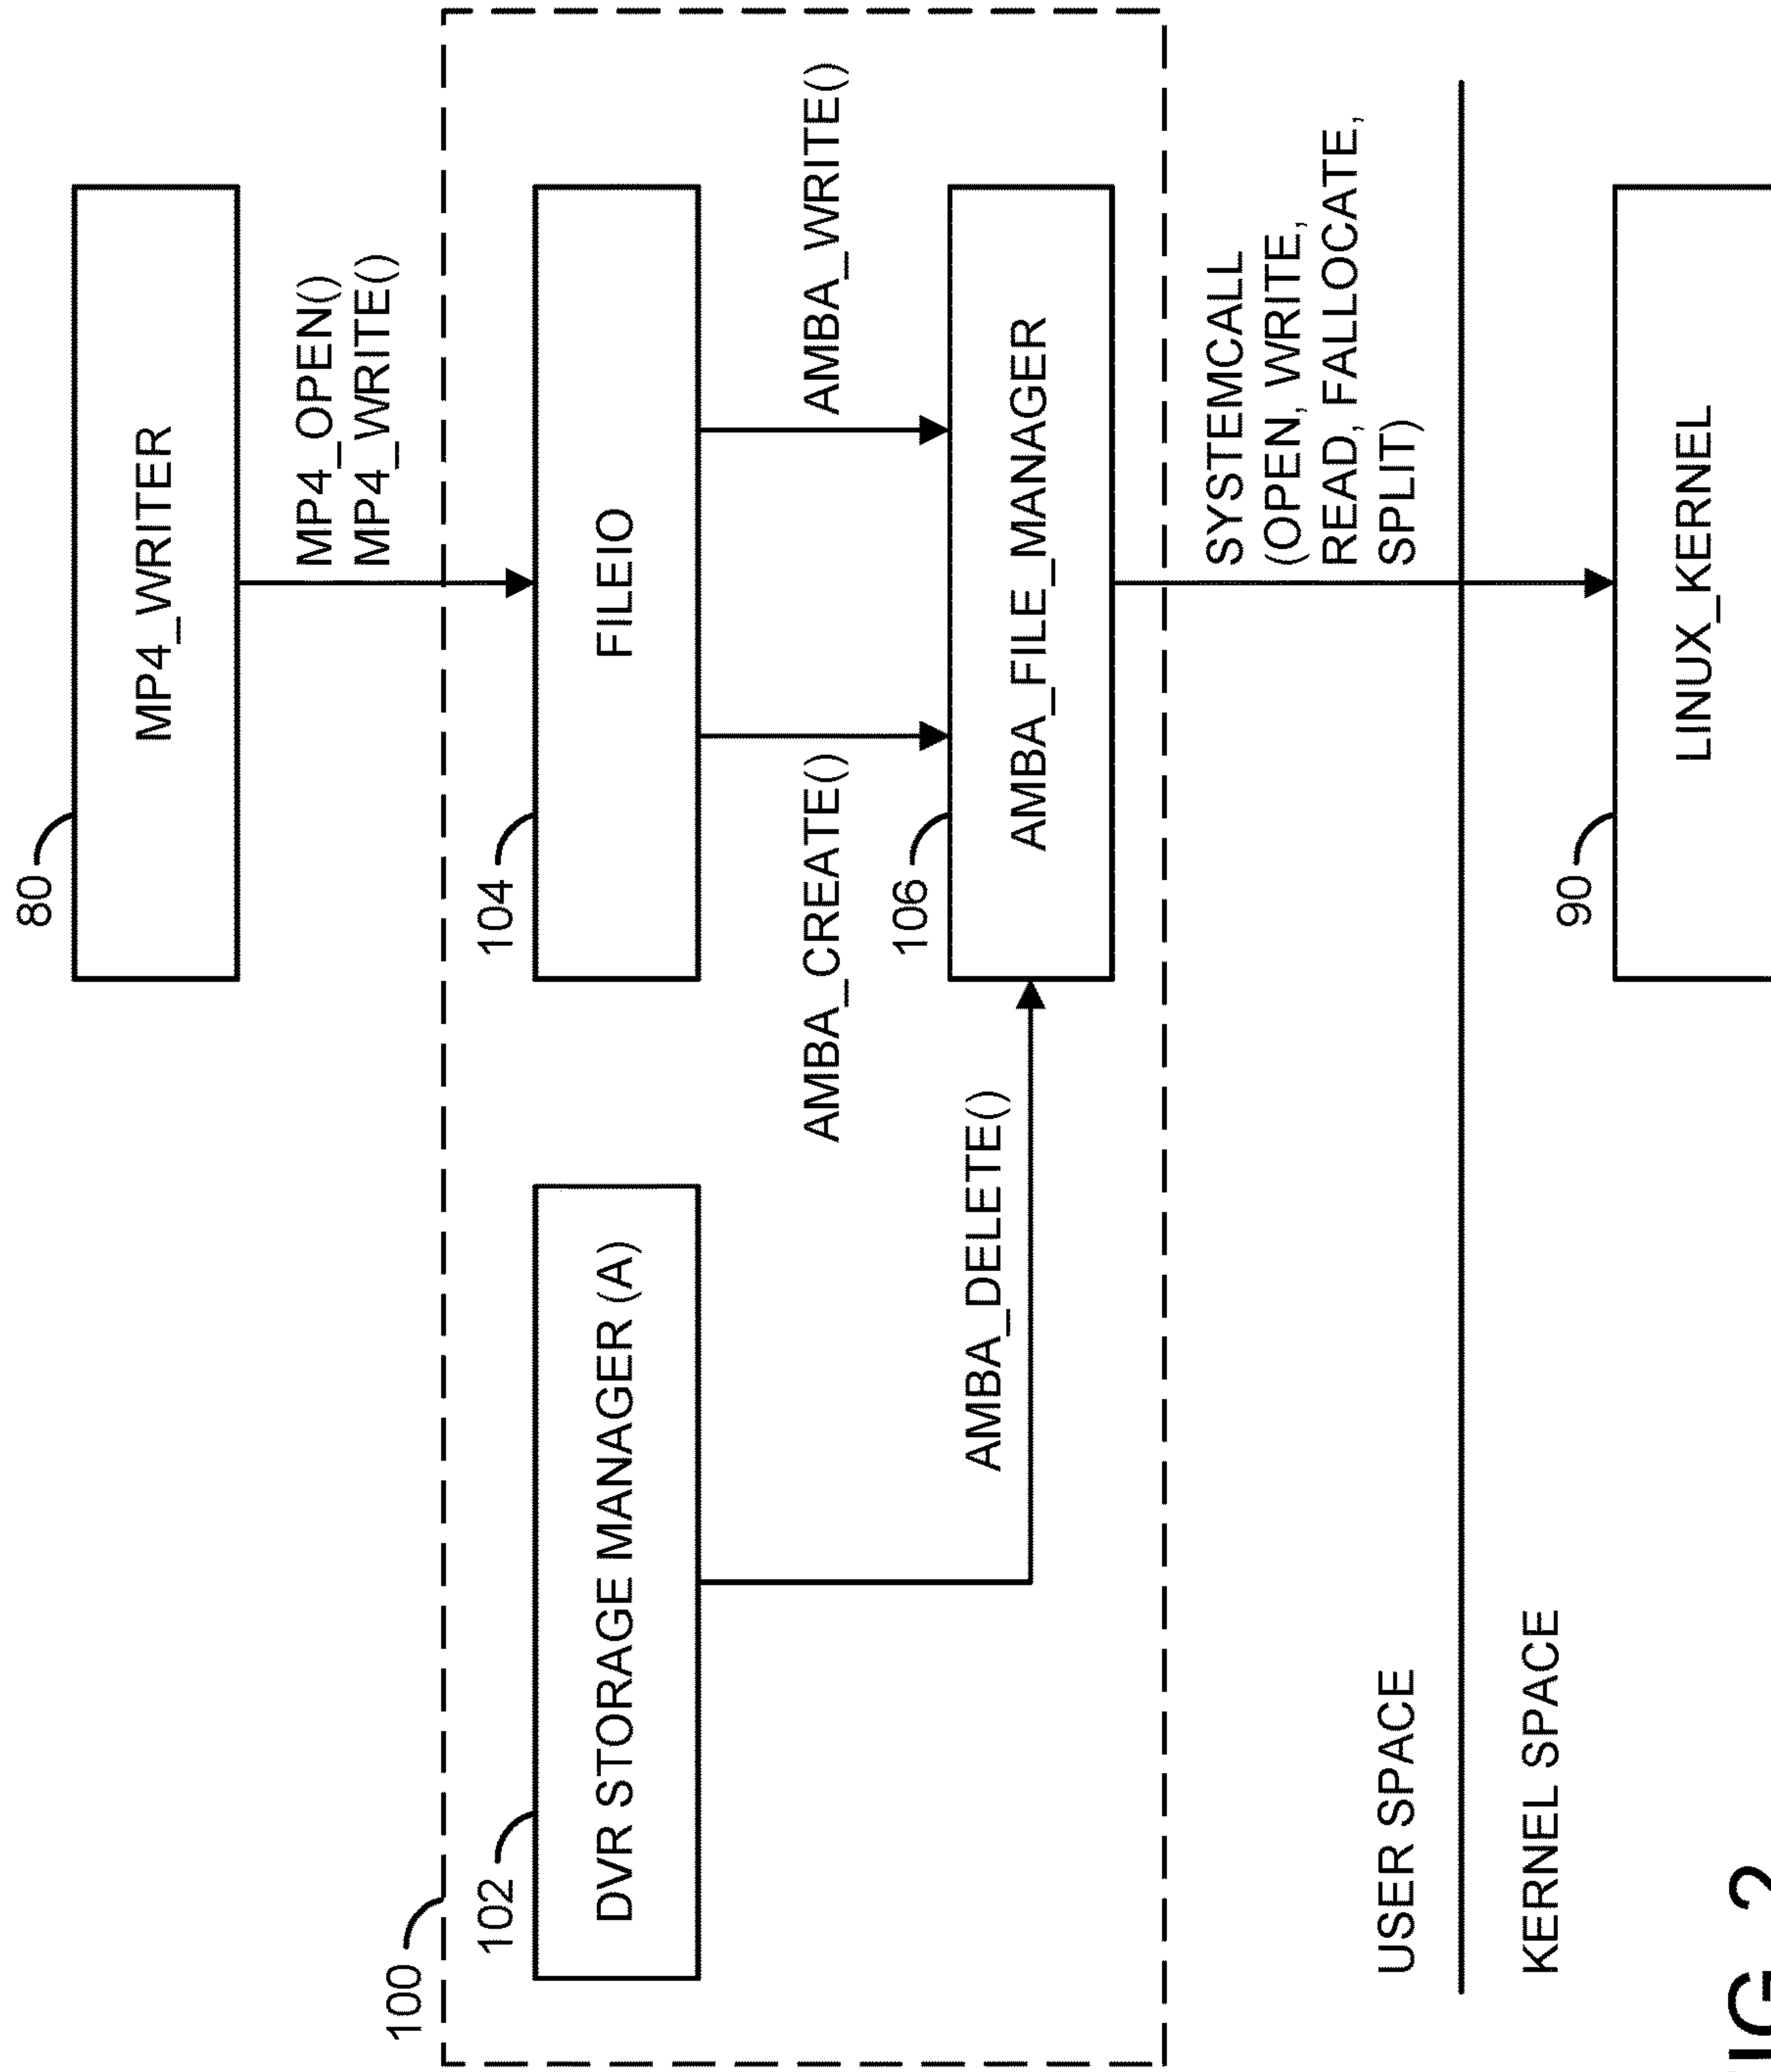 80
MP4_WRITER
MP4_OPEN()
MP4_WRITE()
100
102
DVR STORAGE MANAGER (A)
104
FILEIO
AMBA_CREATE()
AMBA_WRITE()
AMBA_DELETE()
106
AMBA_FILE_MANAGER
SYSTEMCALL
(OPEN, WRITE,
READ, FALLOCATE,
SPLIT)
USER SPACE
KERNEL SPACE
90
LINUX_KERNEL